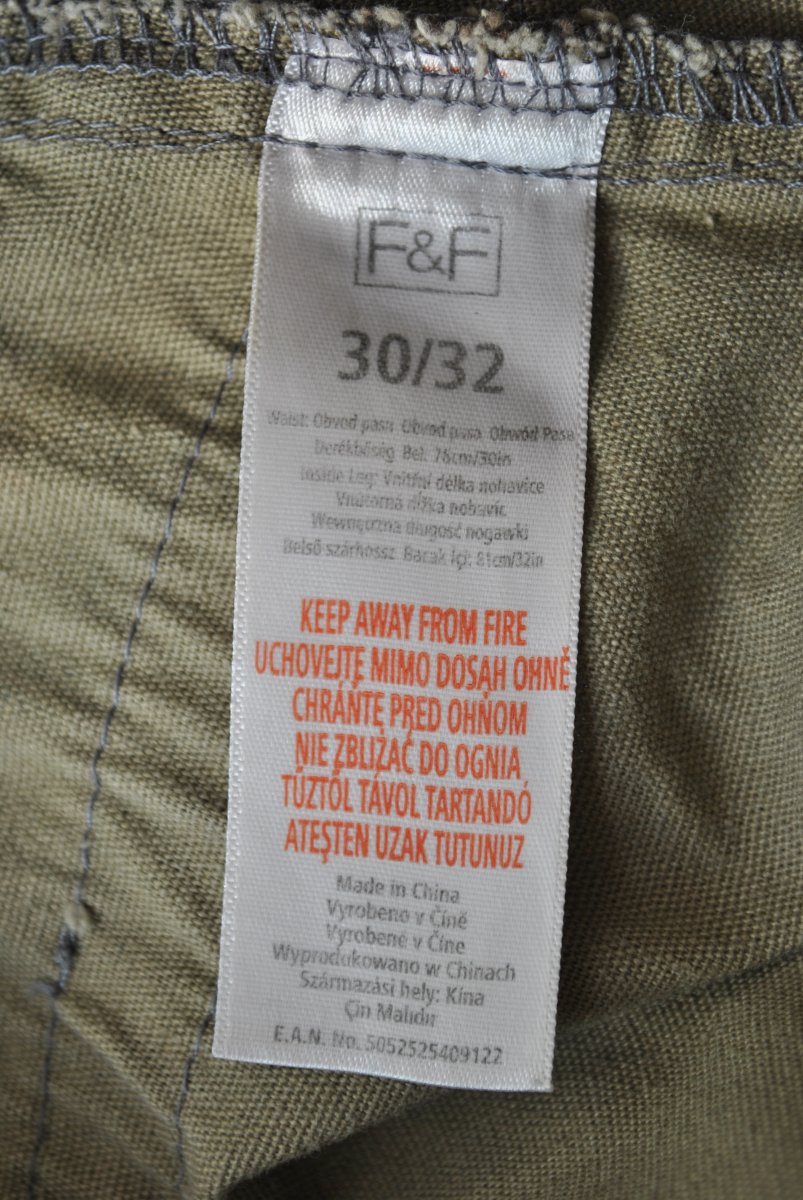 F&F
30/32
Waist: Obvod pasu Obvod pasa Obwód Pasa
Derékbőség Bel: 76cm/30in
Inside Leg: Vnitřní délka nohavice
Vnútorná dĺžka nohavíc
Wewnęczna długość nogawki
Belső szárhossz Bacak İçi: 81cm/32in
KEEP AWAY FROM FIRE
UCHOVEJTE MIMO DOSAH OHNĚ
CHRÁŇTE PRED OHŇOM
NIE ZBLIŻAĆ DO OGNIA
TŰZTŐL TÁVOL TARTANDÓ
ATEŞTEN UZAK TUTUNUZ
Made in China
Vyrobeno v Číně
Vyrobené v Číne
Wyprodukowano w Chinach
Származási hely: Kína
Çin Malıdır
E.A.N. No. 5052525409122